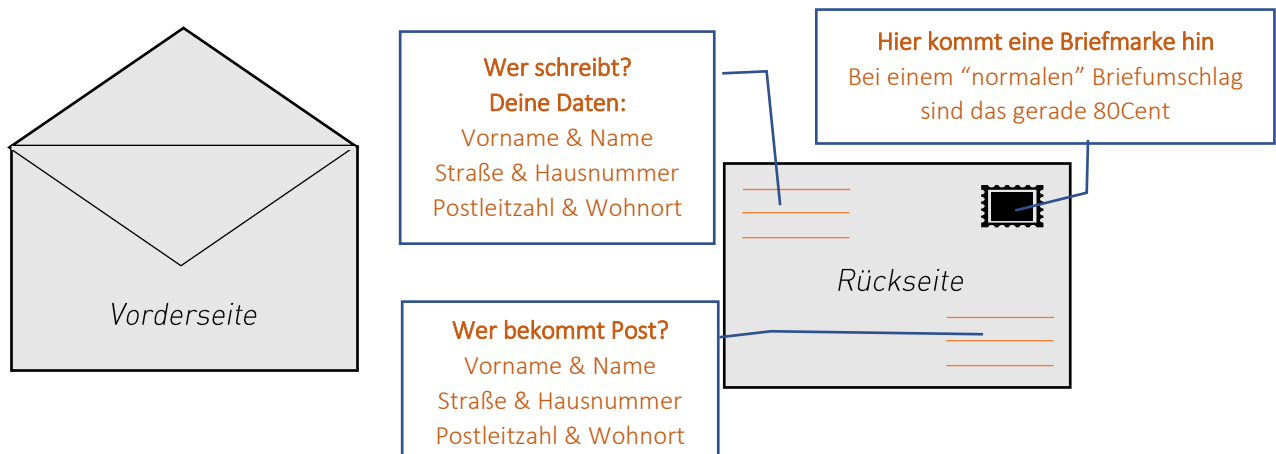 Vorderseite
Wer schreibt?
Deine Daten:
Vorname & Name
Straße & Hausnummer
Postleitzahl & Wohnort
Hier kommt eine Briefmarke hin
Bei einem “normalen” Briefumschlag
sind das gerade 80Cent
Rückseite
Wer bekommt Post?
Vorname & Name
Straße & Hausnummer
Postleitzahl & Wohnort